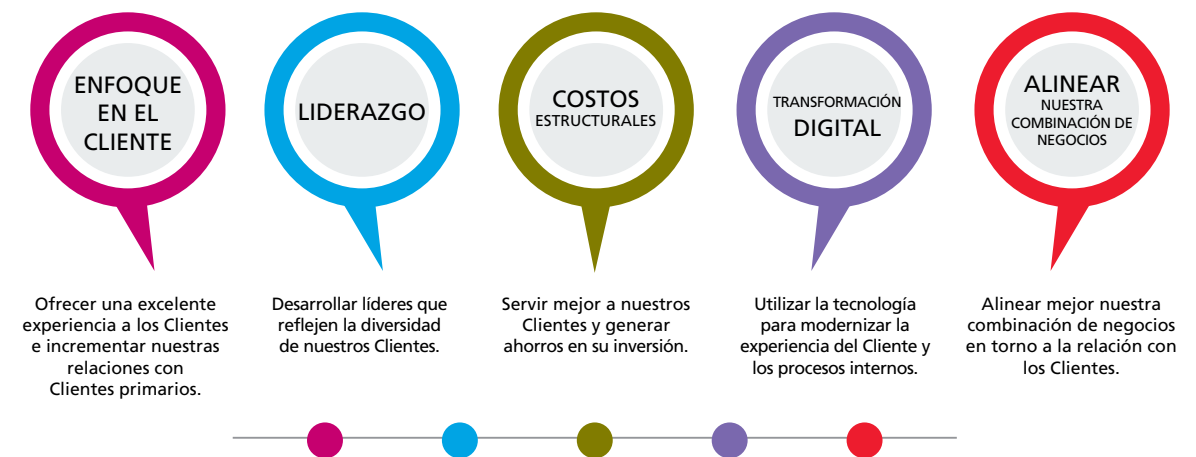 ENFOQUE
EN EL
CLIENTE
Ofrecer una excelente
experiencia a los Clientes
e incrementar nuestras
relaciones con
Clientes primarios.
LIDERAZGO
Desarrollar líderes que
reflejen la diversidad
de nuestros Clientes.
COSTOS
ESTRUCTURALES
Servir mejor a nuestros
Clientes y generar
ahorros en su inversión.
TRANSFORMACIÓN
DIGITAL
Utilizar la tecnología
para modernizar la
experiencia del Cliente y
los procesos internos.
ALINEAR
NUESTRA
COMBINACIÓN DE
NEGOCIOS
Alinear mejor nuestra
combinación de negocios
en torno a la relación con
los Clientes.